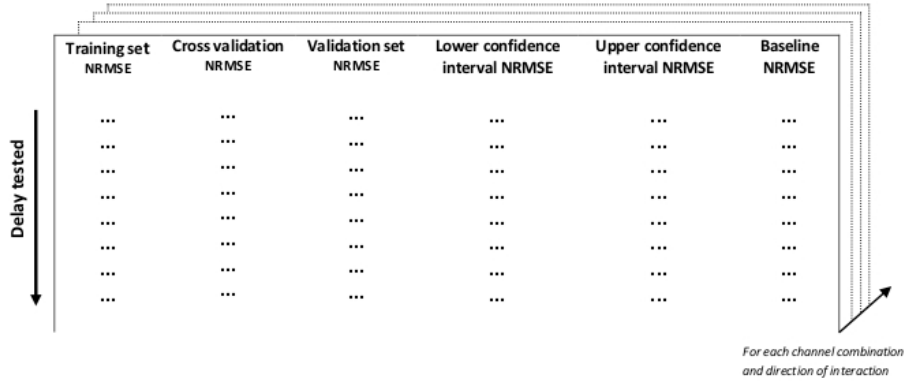 Training set Cross validation Validation set Lower confidence Upper confidence Baseline
NRMSE NRMSE NRMSE interval NRMSE interval NRMSE NRMSE
Delay tested
... ... ... ... ... ...
... ... ... ... ... ...
... ... ... ... ... ...
... ... ... ... ... ...
... ... ... ... ... ...
... ... ... ... ... ...
... ... ... ... ... ...
... ... ... ... ... ...
For each channel combination
and direction of interaction